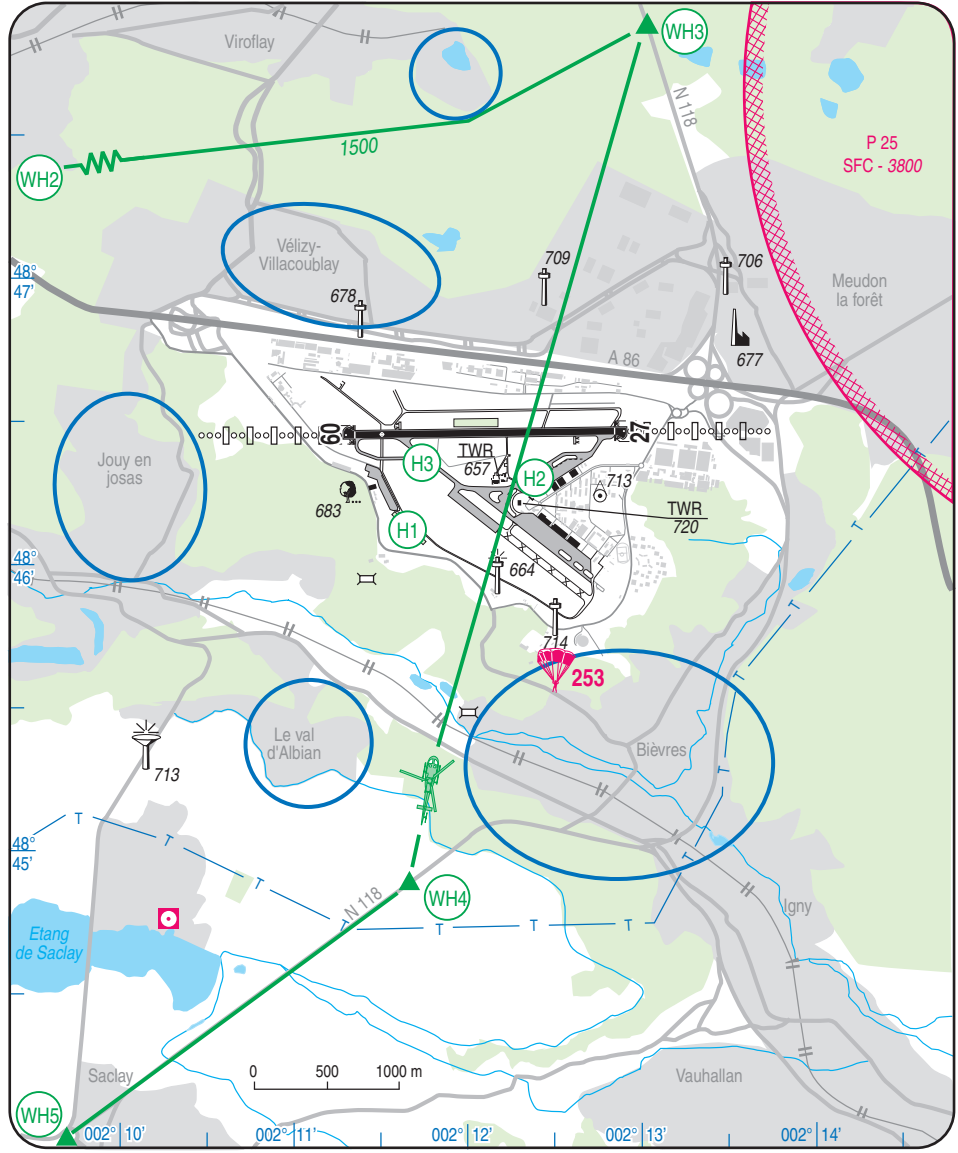 Viroflay
WH3
N 118
P 25
SFC - 3800
1500
WH2
Vélizy-
Villacoublay
709
706
48°
47'
Meudon
la forêt
678
677
A 86
09
27
TWR
657
H3
H2
Jouy en
josas
713
683
TWR
720
H1
48°
46'
664
714
253
Le val
d'Albian
Bièvres
713
T
T
T
T
T
T
T
T
T
T
T
T
48°
45'
N 118
WH4
Igny
Etang
de Saclay
Saclay
0 500 1000 m
Vauhallan
WH5
002° 10' 002° 11' 002° 12' 002° 13' 002° 14'